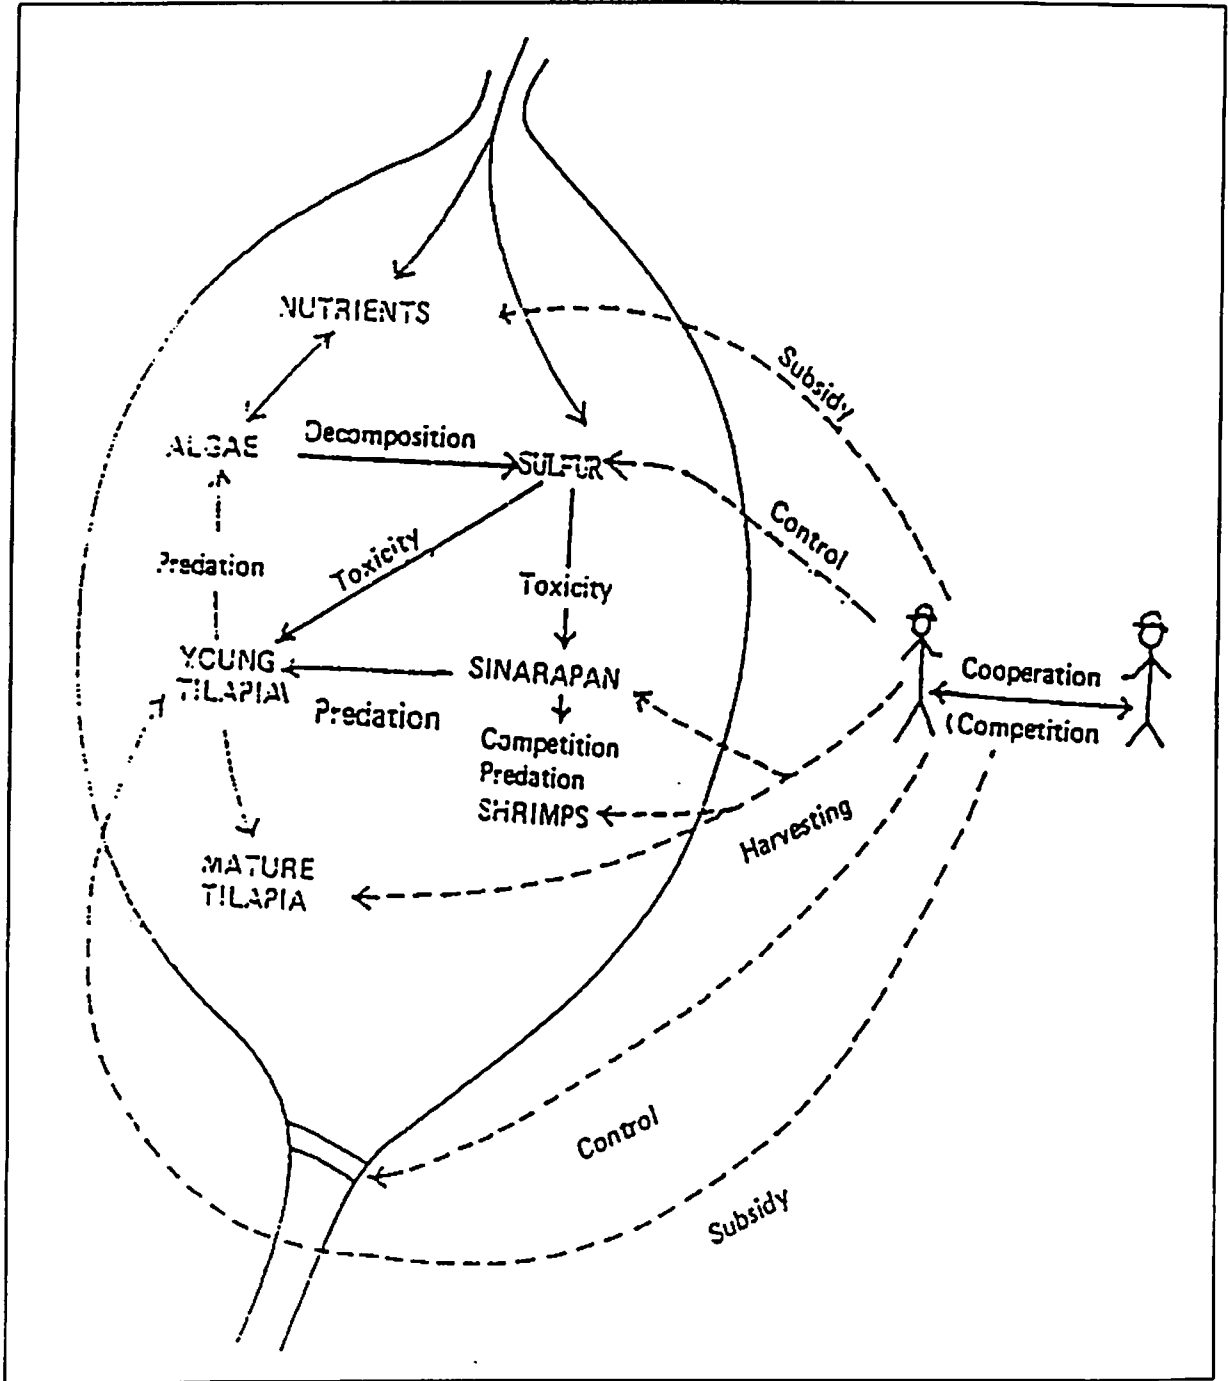 NUTRIENTS
Subsidy
ALGAE
Decomposition
SULFUR
Control
Predation
Toxicity
Toxicity
YOUNG
TILAPIA
Predation
SINARAPAN
Competition
Predation
SHRIMPS
Cooperation
(Competition
Harvesting
MATURE
TILAPIA
Control
Subsidy